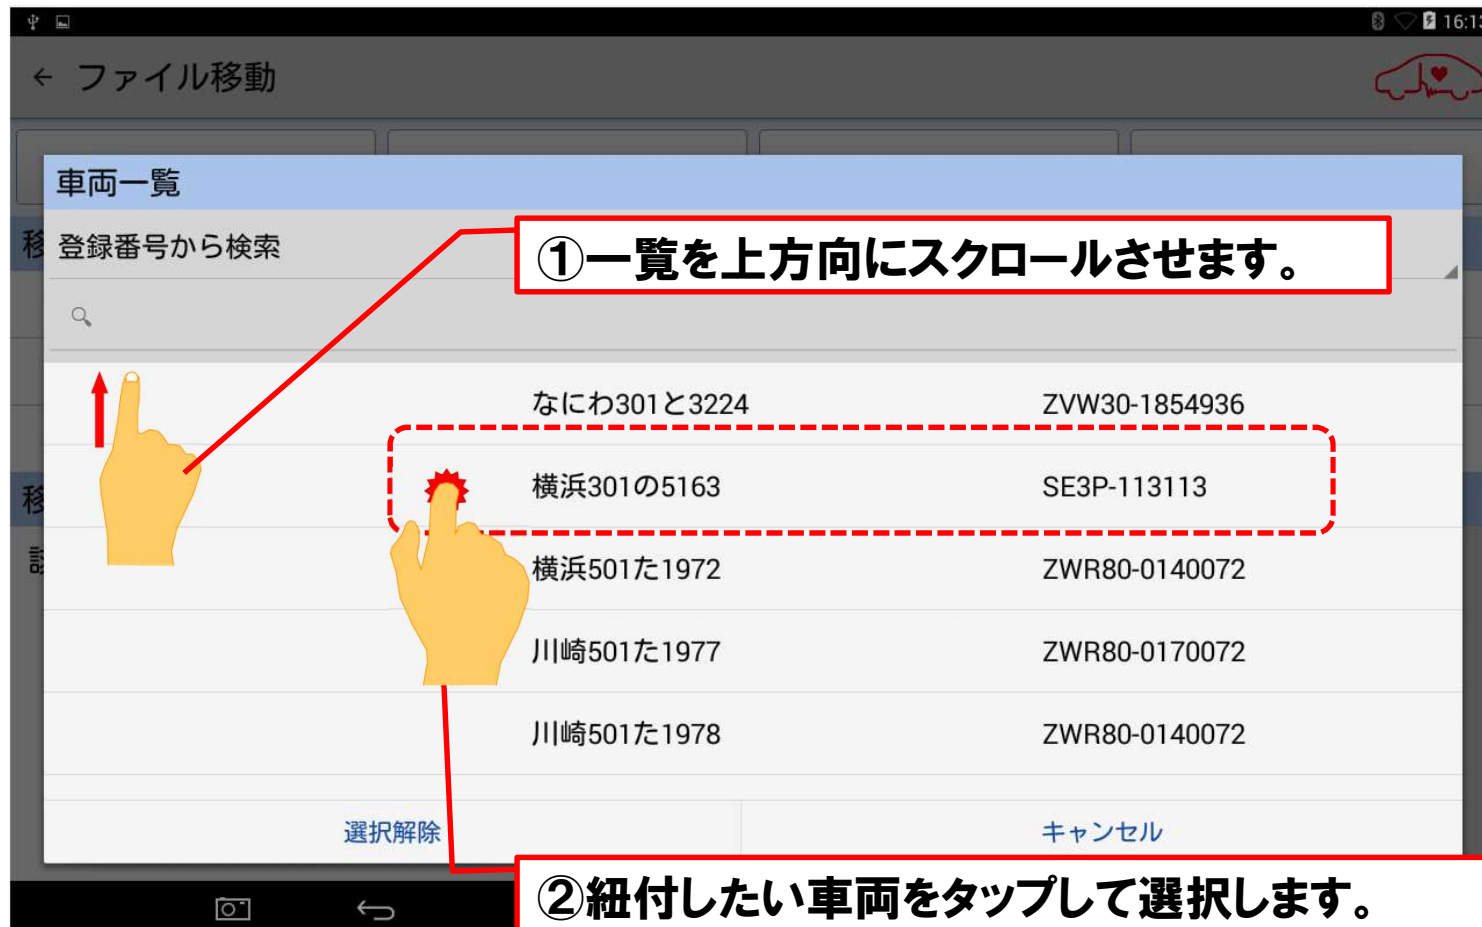 16:13
ファイル移動
車両一覧
移
登録番号から検索
①一覧を上方向にスクロールさせます。
なにわ301と3224 ZVW30-1854936
横浜301の5163 SE3P-113113
移
横浜501た1972 ZWR80-0140072
川崎501た1977 ZWR80-0170072
川崎501た1978 ZWR80-0140072
選択解除 キャンセル
②紐付したい車両をタップして選択します。